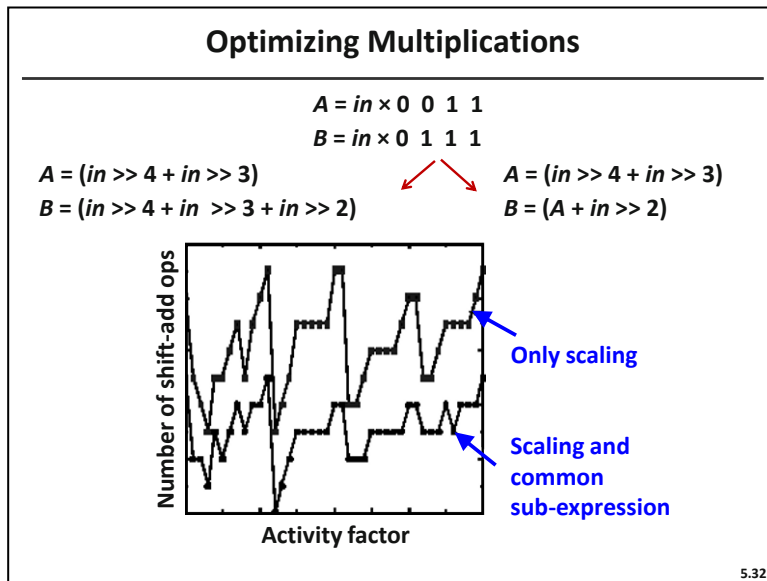 Optimizing Multiplications
A = in × 0 0 1 1
B = in × 0 1 1 1
A = (in >> 4 + in >> 3)
B = (in >> 4 + in >> 3 + in >> 2)
A = (in >> 4 + in >> 3)
B = (A + in >> 2)
Number of shift-add ops
Only scaling
Scaling and
common
sub-expression
Activity factor
5.32